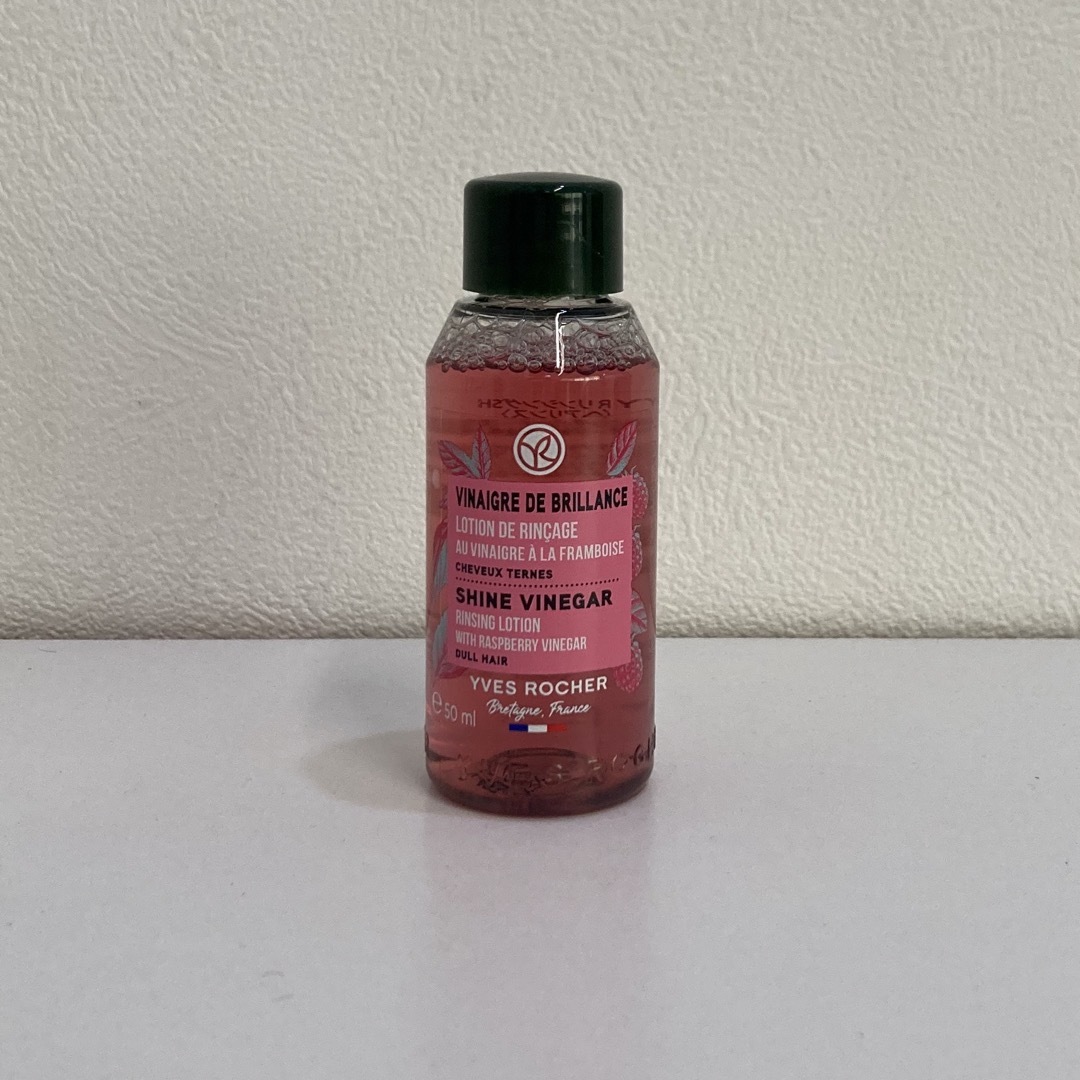 YR
VINAIGRE DE BRILLANCE
LOTION DE RINÇAGE
AU VINAIGRE À LA FRAMBOISE
CHEVEUX TERNES
SHINE VINEGAR
RINSING LOTION
WITH RASPBERRY VINEGAR
DULL HAIR
YVES ROCHER
Bretagne, France
℮ 50 ml